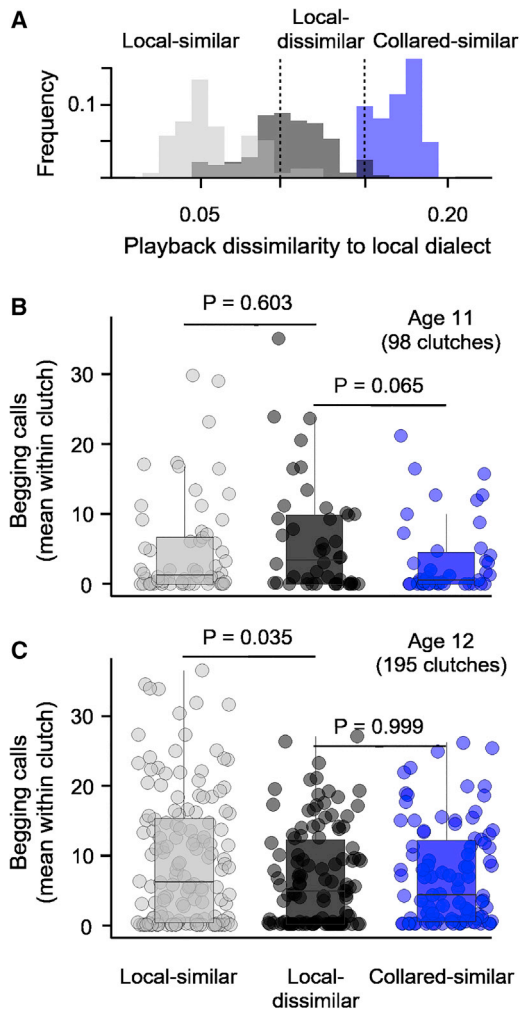 A
Local-similar
Local-
dissimilar
Collared-similar
Frequency
0.1
0.05
0.20
Playback dissimilarity to local dialect
B
P = 0.603
Age 11
(98 clutches)
P = 0.065
Begging calls
(mean within clutch)
30
20
10
0
C
P = 0.035
Age 12
(195 clutches)
P = 0.999
Begging calls
(mean within clutch)
30
20
10
0
Local-similar
Local-
dissimilar
Collared-similar